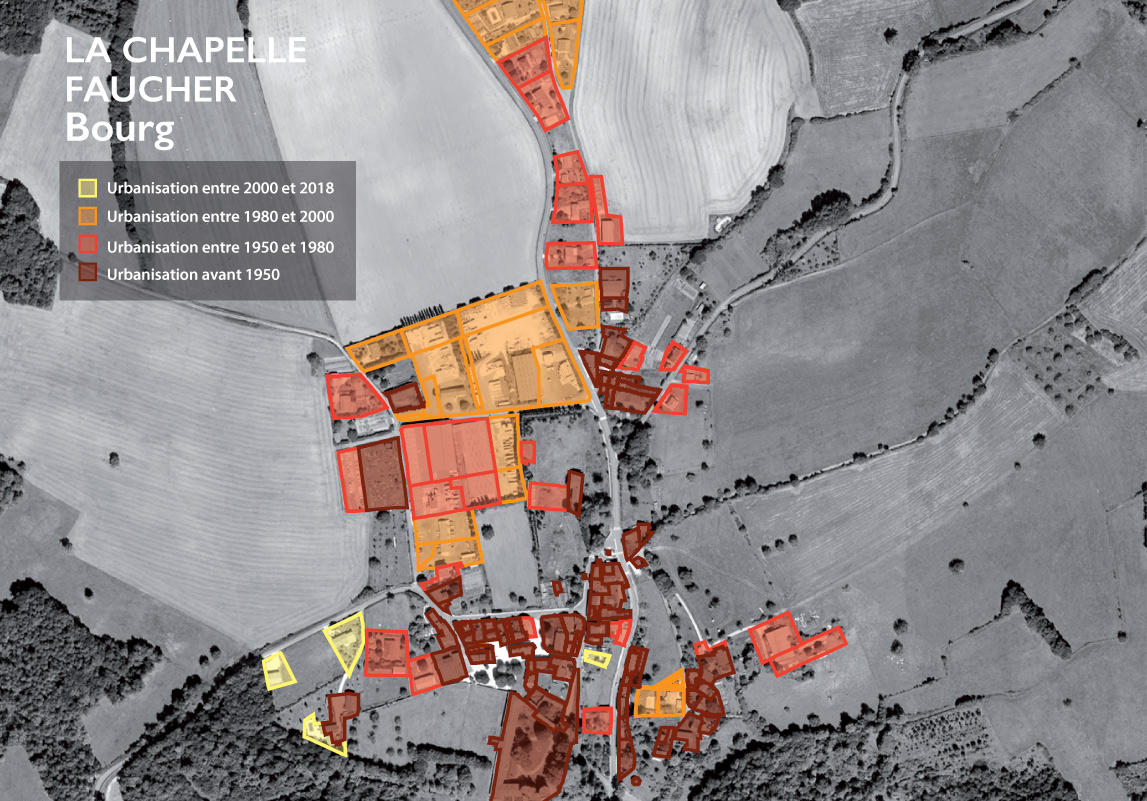 LA CHAPELLE
FAUCHER
Bourg
Urbanisation entre 2000 et 2018
Urbanisation entre 1980 et 2000
Urbanisation entre 1950 et 1980
Urbanisation avant 1950